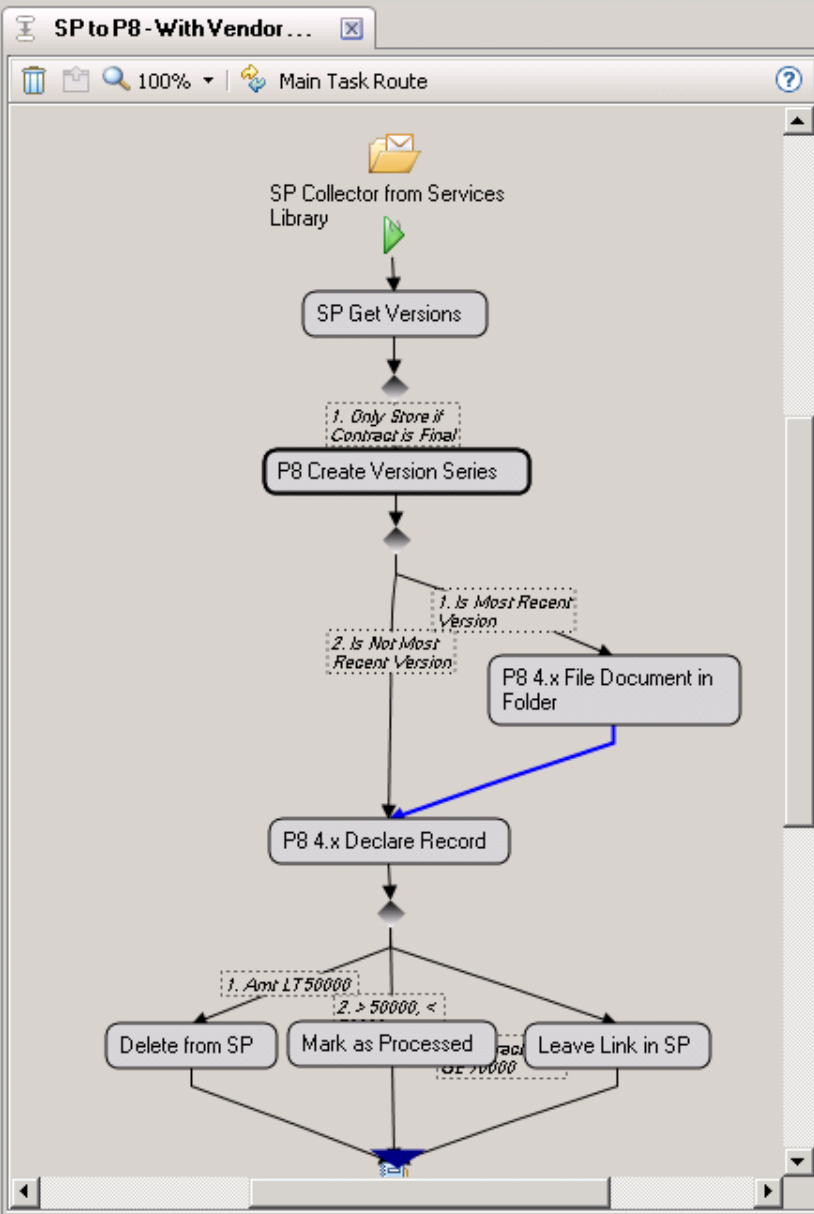 SP to P8 - With Vendor...
100%
Main Task Route
SP Collector from Services
Library
SP Get Versions
1. Only Store if
Contract is Final
P8 Create Version Series
1. Is Most Recent
Version
2. Is Not Most
Recent Version
P8 4.x File Document in
Folder
P8 4.x Declare Record
1. Amt LT 50000
2. > 50000, <
Delete from SP
Mark as Processed
Leave Link in SP